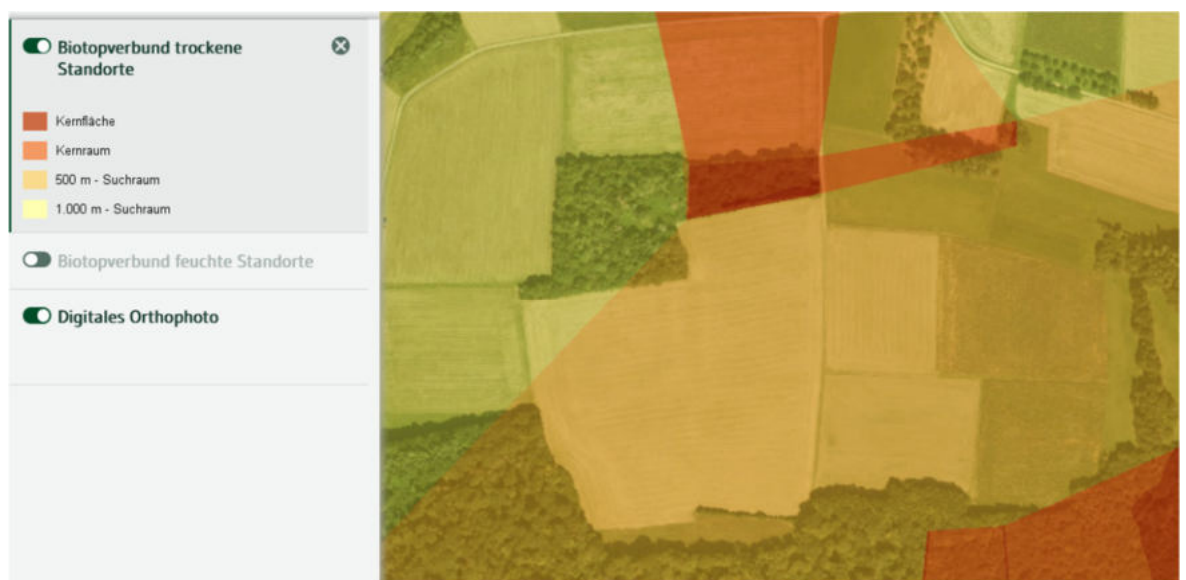 Biotopverbund trockene
Standorte
Kernfläche
Kernraum
500 m - Suchraum
1.000 m - Suchraum
Biotopverbund feuchte Standorte
Digitales Orthophoto